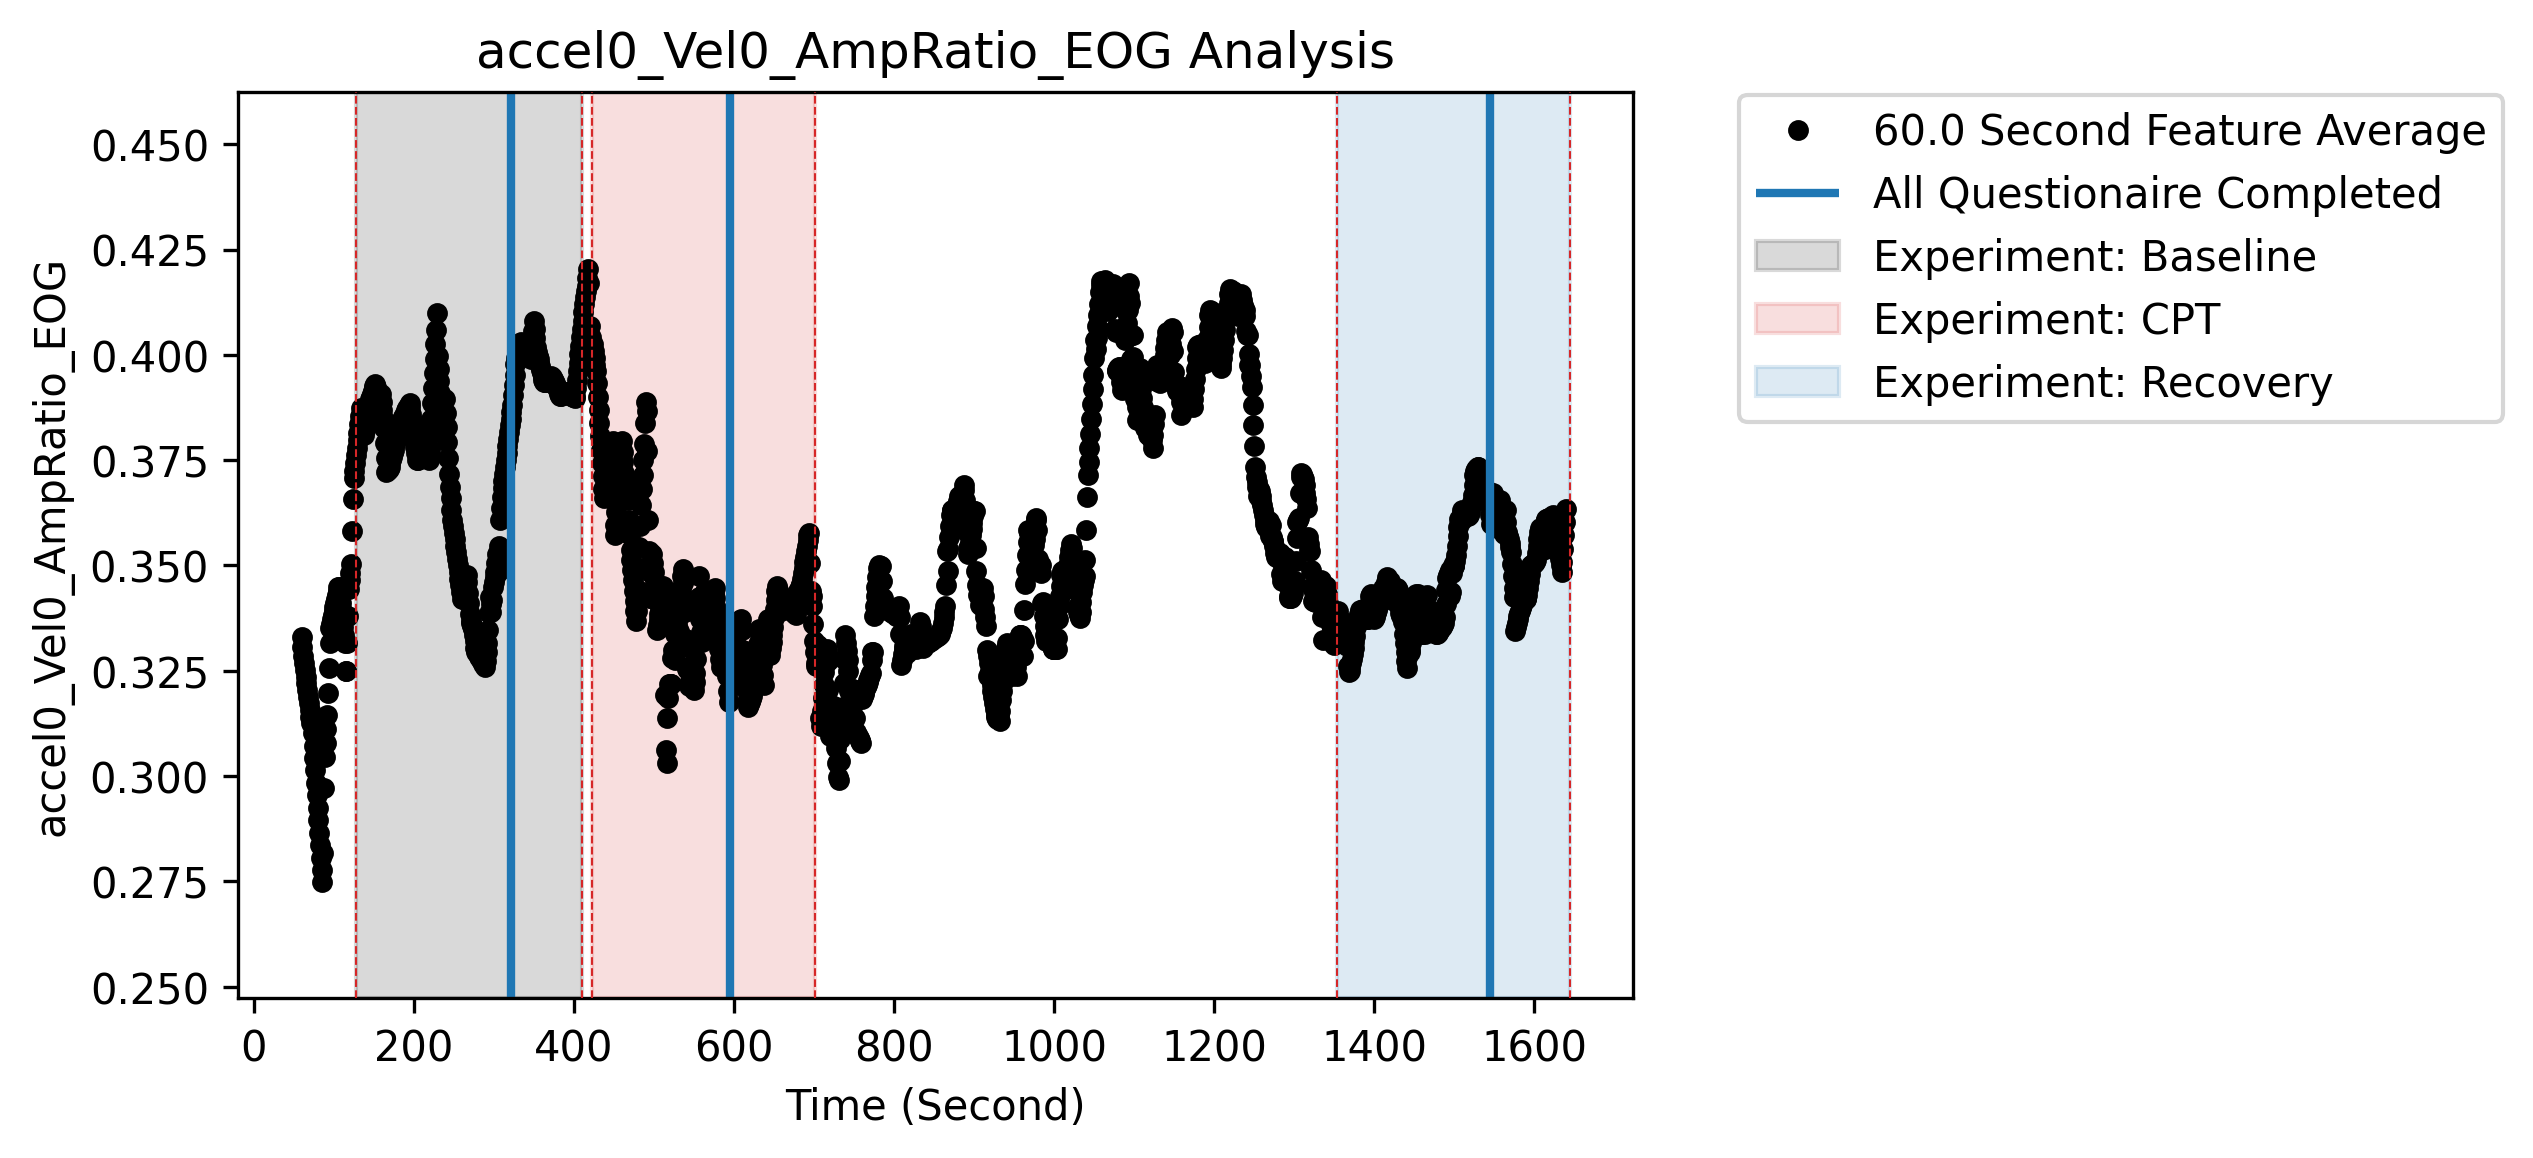 accel0_Vel0_AmpRatio_EOG Analysis
accel0_Vel0_AmpRatio_EOG
0.450
0.425
0.400
0.375
0.350
0.325
0.300
0.275
0.250
0 200 400 600 800 1000 1200 1400 1600
Time (Second)
60.0 Second Feature Average
All Questionaire Completed
Experiment: Baseline
Experiment: CPT
Experiment: Recovery